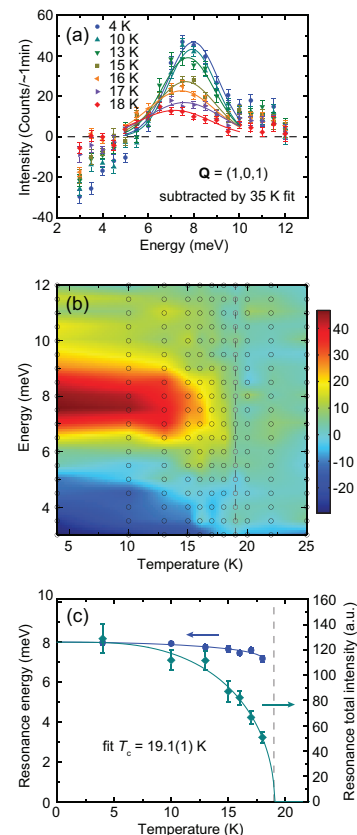 (a)
4 K
10 K
13 K
15 K
16 K
17 K
18 K
Q = (1,0,1)
subtracted by 35 K fit
Intensity (Counts/~1min)
60
40
20
0
-20
-40
2 4 6 8 10 12
Energy (meV)
(b)
Energy (meV)
12
10
8
6
4
5 10 15 20 25
Temperature (K)
40
30
20
10
0
-10
-20
(c)
Resonance energy (meV)
10
8
6
4
2
0
fit Tc = 19.1(1) K
160
140
120
100
80
60
40
20
0
Resonance total intensity (a.u.)
0 5 10 15 20
Temperature (K)